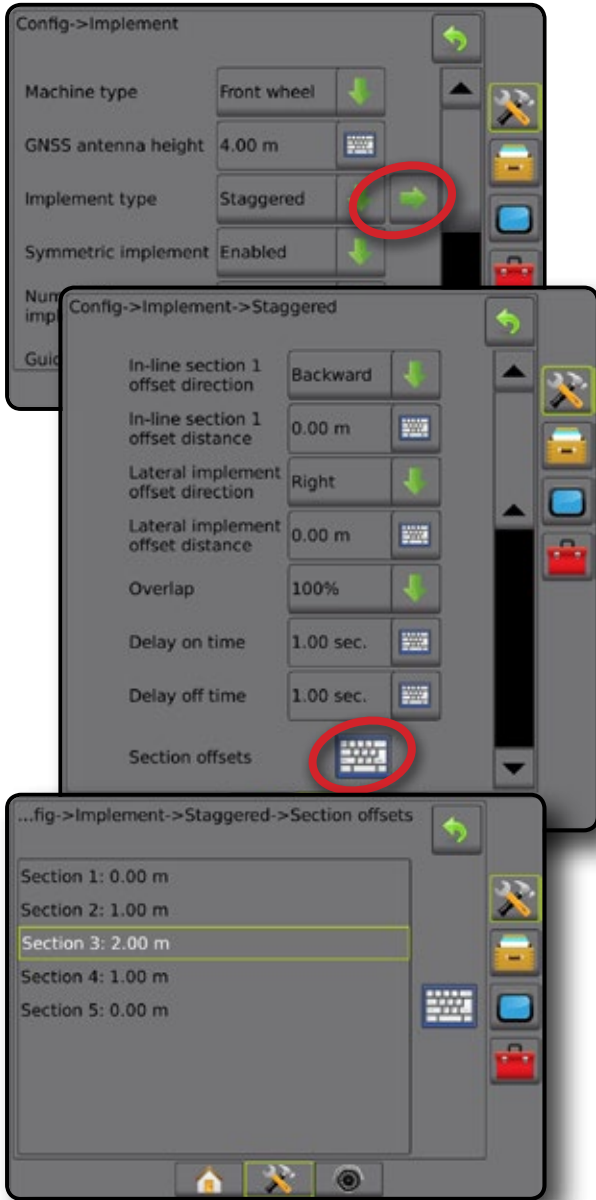 Config->Implement
Machine type Front wheel
GNSS antenna height 4.00 m
Implement type Staggered
Symmetric implement Enabled
Config->Implement->Staggered
In-line section 1
offset direction
Backward
In-line section 1
offset distance
0.00 m
Lateral implement
offset direction
Right
Lateral implement
offset distance
0.00 m
Overlap 100%
Delay on time 1.00 sec.
Delay off time 1.00 sec.
Section offsets
...fig->Implement->Staggered->Section offsets
Section 1: 0.00 m
Section 2: 1.00 m
Section 3: 2.00 m
Section 4: 1.00 m
Section 5: 0.00 m